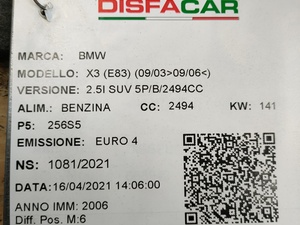 DISFACAR
MARCA: BMW
MODELLO: X3 (E83) (09/03>09/06<)
VERSIONE: 2.5I SUV 5P/B/2494CC
ALIM.: BENZINA CC: 2494 KW: 141
P5: 256S5
EMISSIONE: EURO 4
NS: 1081/2021
DATA:16/04/2021 14:06:00
ANNO IMM: 2006
Diff. Pos. M:6